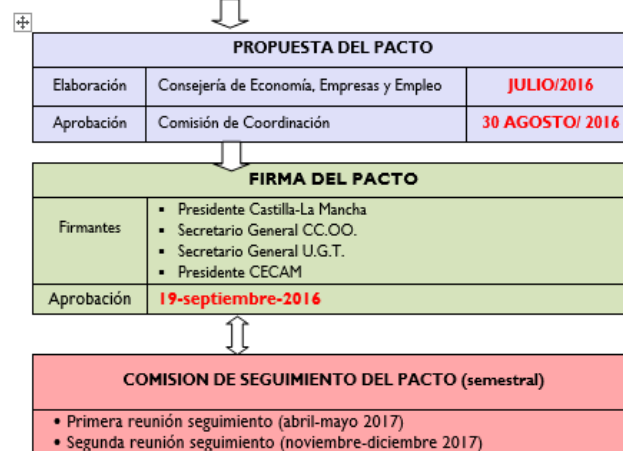 PROPUESTA DEL PACTO
Elaboración Consejería de Economía, Empresas y Empleo JULIO/2016
Aprobación Comisión de Coordinación 30 AGOSTO/ 2016
FIRMA DEL PACTO
Firmantes
▪ Presidente Castilla-La Mancha
▪ Secretario General CC.OO.
▪ Secretario General U.G.T.
▪ Presidente CECAM
Aprobación 19-septiembre-2016
COMISION DE SEGUIMIENTO DEL PACTO (semestral)
• Primera reunión seguimiento (abril-mayo 2017)
• Segunda reunión seguimiento (noviembre-diciembre 2017)